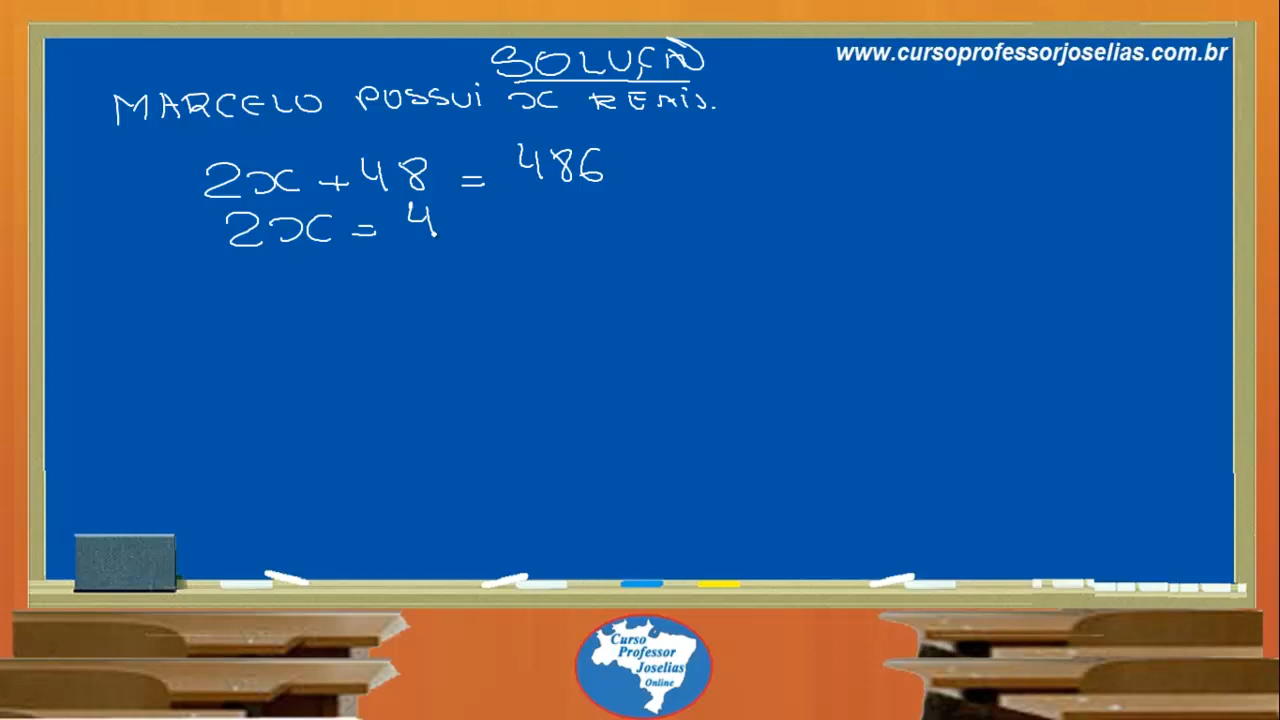 SOLUÇÃO
www.cursoprofessorjoselias.com.br
MARCELO POSSUI x REAIS.
2x + 48 = 486
2x = 4
Curso
Professor
Joselias
Online